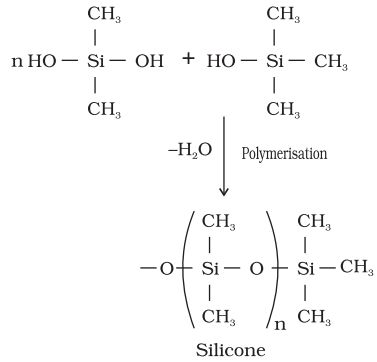 CH₃ CH₃
n HO — Si — OH + HO — Si — CH₃
CH₃ CH₃
–H₂O Polymerisation
CH₃ CH₃
— O — ( Si — O ) — Si — CH₃
CH₃ n CH₃
Silicone